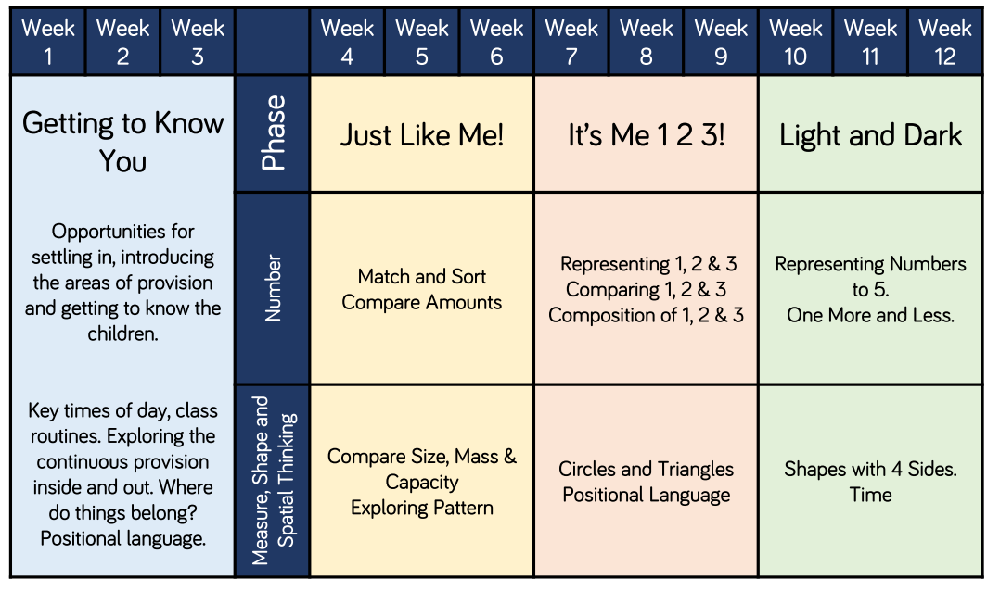 Week 1
Week 2
Week 3
Week 4
Week 5
Week 6
Week 7
Week 8
Week 9
Week 10
Week 11
Week 12
Getting to Know
You
Phase
Just Like Me!
It's Me 1 2 3!
Light and Dark
Opportunities for
settling in, introducing
the areas of provision
and getting to know the
children.
Number
Match and Sort
Compare Amounts
Representing 1, 2 & 3
Comparing 1, 2 & 3
Composition of 1, 2 & 3
Representing Numbers
to 5.
One More and Less.
Key times of day, class
routines. Exploring the
continuous provision
inside and out. Where
do things belong?
Positional language.
Measure, Shape and
Spatial Thinking
Compare Size, Mass &
Capacity
Exploring Pattern
Circles and Triangles
Positional Language
Shapes with 4 Sides.
Time